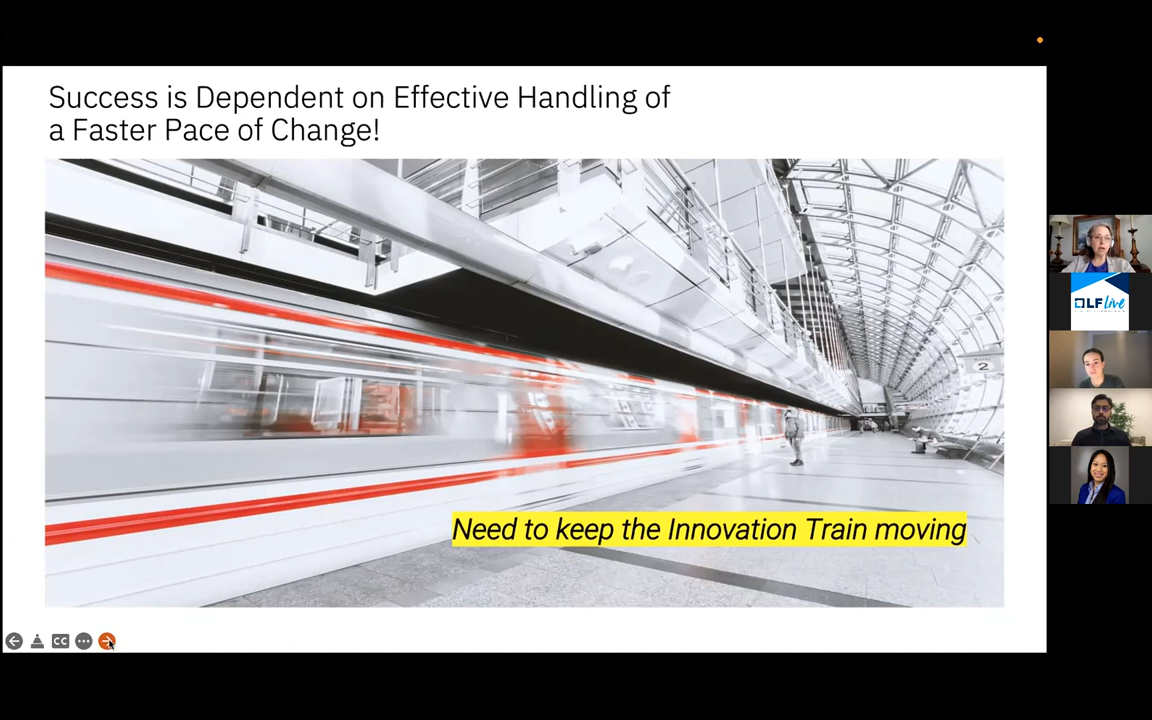 Success is Dependent on Effective Handling of
a Faster Pace of Change!
2
Need to keep the Innovation Train moving
LF live
CC